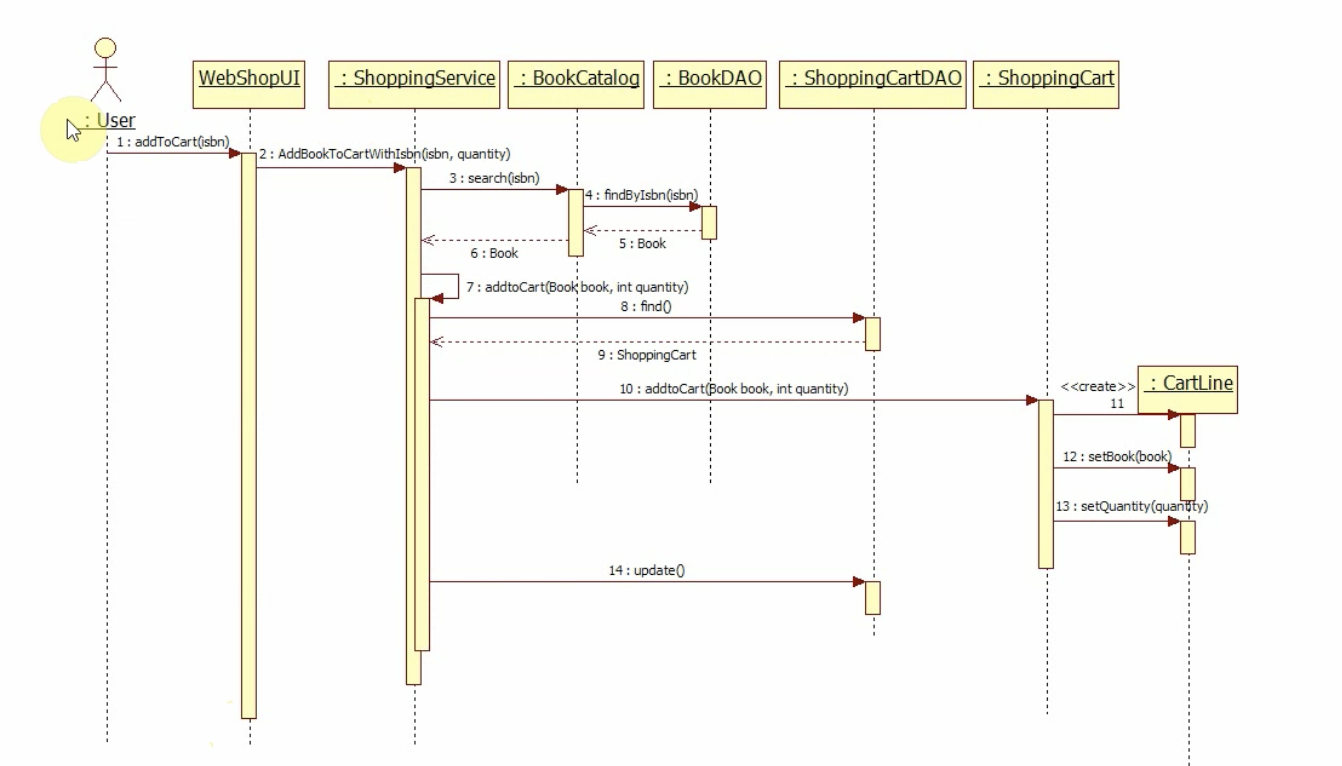 WebShopUI
: ShoppingService
: BookCatalog
: BookDAO
: ShoppingCartDAO
: ShoppingCart
: User
1 : addToCart(isbn)
2 : AddBookToCartWithIsbn(isbn, quantity)
3 : search(isbn)
4 : findByIsbn(isbn)
5 : Book
6 : Book
7 : addtoCart(Book book, int quantity)
8 : find()
9 : ShoppingCart
10 : addtoCart(Book book, int quantity)
<<create>>
11
: CartLine
12 : setBook(book)
13 : setQuantity(quantity)
14 : update()